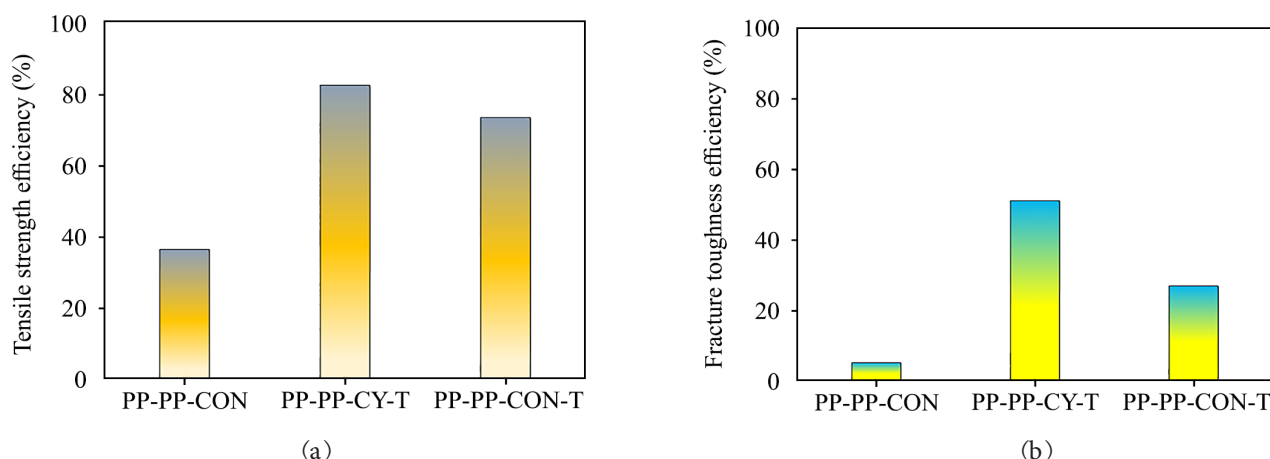 Tensile strength efficiency (%)
100
80
60
40
20
0
PP-PP-CON PP-PP-CY-T PP-PP-CON-T
(a)
Fracture toughness efficiency (%)
100
80
60
40
20
0
PP-PP-CON PP-PP-CY-T PP-PP-CON-T
(b)